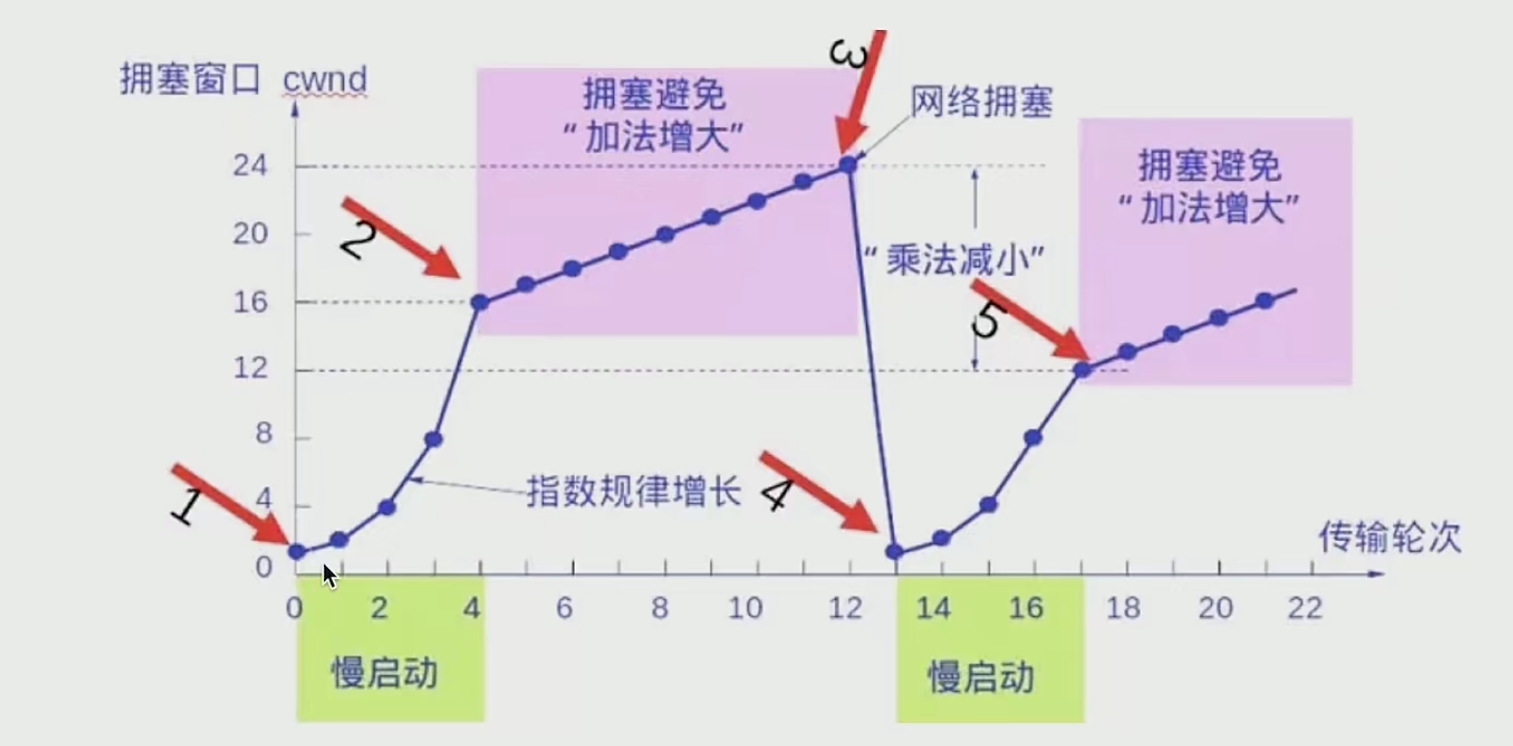 拥塞窗口 cwnd
拥塞避免
“加法增大”
3
网络拥塞
拥塞避免
“加法增大”
24
2
20
“乘法减小”
16
5
12
8
4
1
指数规律增长
4
传输轮次
0
0 2 4 6 8 10 12 14 16 18 20 22
慢启动
慢启动